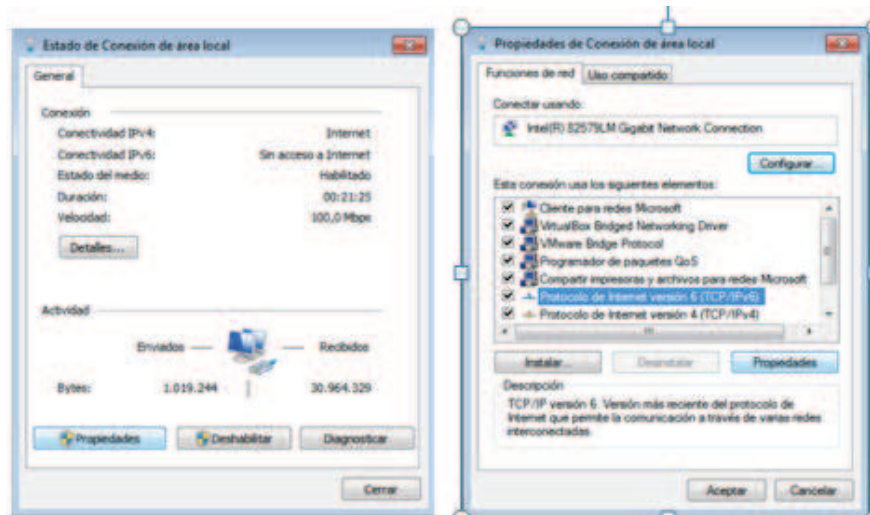 Estado de Conexión de área local
General
Conexión
Conectividad IPv4: Internet
Conectividad IPv6: Sin acceso a Internet
Estado del medio: Habilitado
Duración: 00:21:25
Velocidad: 100,0 Mbps
Detalles...
Actividad
Enviados — — Recibidos
Bytes: 1.019.244 30.964.329
Propiedades Deshabilitar Diagnosticar
Cerrar
Propiedades de Conexión de área local
Funciones de red Uso compartido
Conectar usando:
Intel(R) 82579LM Gigabit Network Connection
Configurar...
Esta conexión usa los siguientes elementos:
Cliente para redes Microsoft
VirtualBox Bridged Networking Driver
VMware Bridge Protocol
Programador de paquetes QoS
Compartir impresoras y archivos para redes Microsoft
Protocolo de Internet versión 6 (TCP/IPv6)
Protocolo de Internet versión 4 (TCP/IPv4)
Instalar... Desinstalar Propiedades
Descripción
TCP/IP versión 6. Versión más reciente del protocolo de
Internet que permite la comunicación a través de varias redes
interconectadas.
Aceptar Cancelar